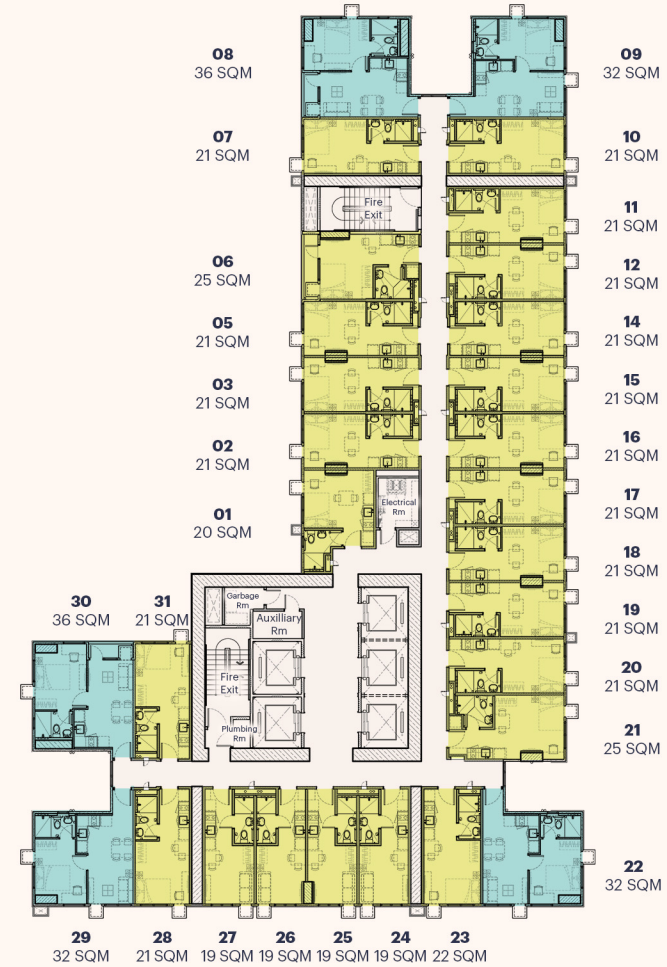 08
36 SQM
09
32 SQM
07
21 SQM
10
21 SQM
Fire
Exit
11
21 SQM
06
25 SQM
12
21 SQM
05
21 SQM
14
21 SQM
03
21 SQM
15
21 SQM
02
21 SQM
16
21 SQM
01
20 SQM
Electrical
Rm
17
21 SQM
18
21 SQM
30
36 SQM
31
21 SQM
Garbage
Rm
Auxilliary
Rm
19
21 SQM
Fire
Exit
20
21 SQM
Plumbing
Rm
21
25 SQM
22
32 SQM
29
32 SQM
28
21 SQM
27
19 SQM
26
19 SQM
25
19 SQM
24
19 SQM
23
22 SQM